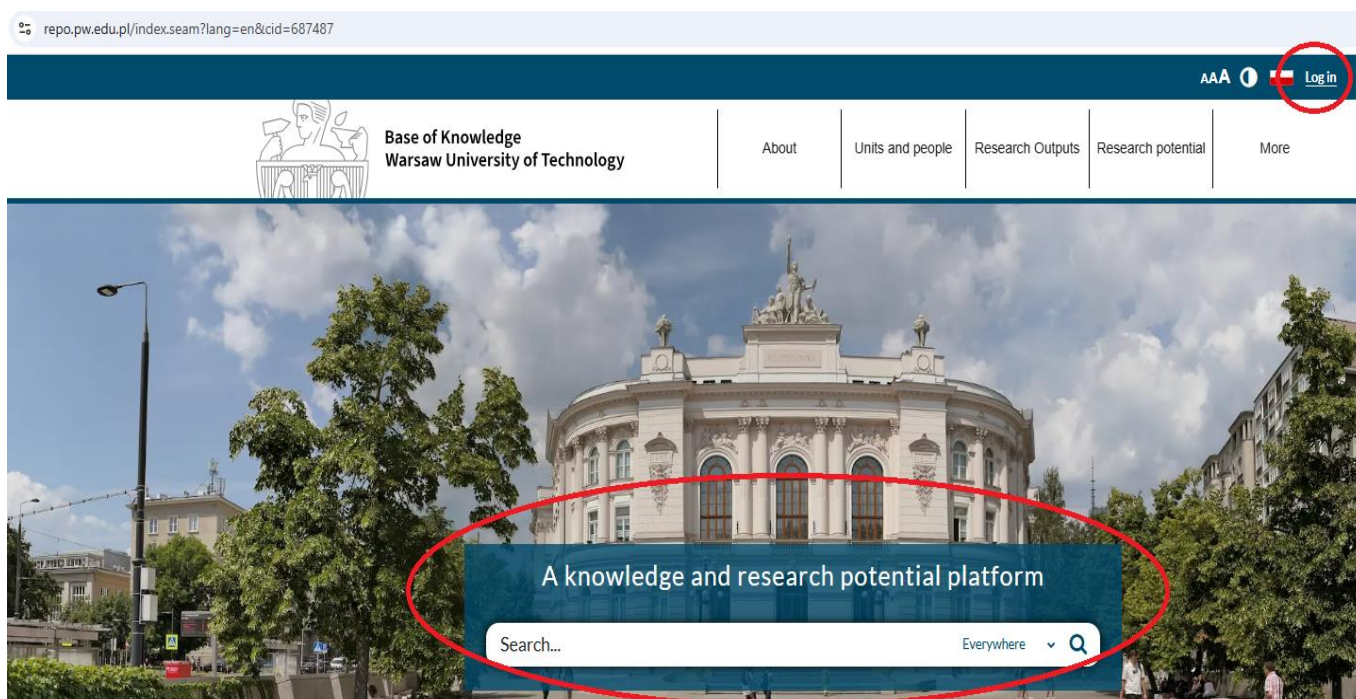 repo.pw.edu.pl/index.seam?lang=en&cid=687487
AAA Log in
Base of Knowledge
Warsaw University of Technology
About Units and people Research Outputs Research potential More
A knowledge and research potential platform
Search... Everywhere